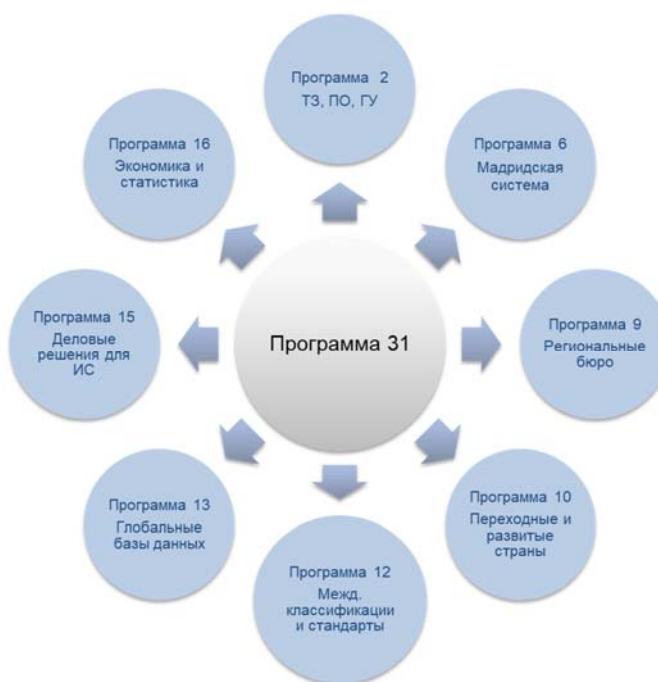 Программа 2
ТЗ, ПО, ГУ
Программа 16
Экономика и
статистика
Программа 6
Мадридская
система
Программа 15
Деловые
решения для
ИС
Программа 31
Программа 9
Региональные
бюро
Программа 13
Глобальные
базы данных
Программа 10
Переходные и
развитые
страны
Программа 12
Межд.
классификации
и стандарты